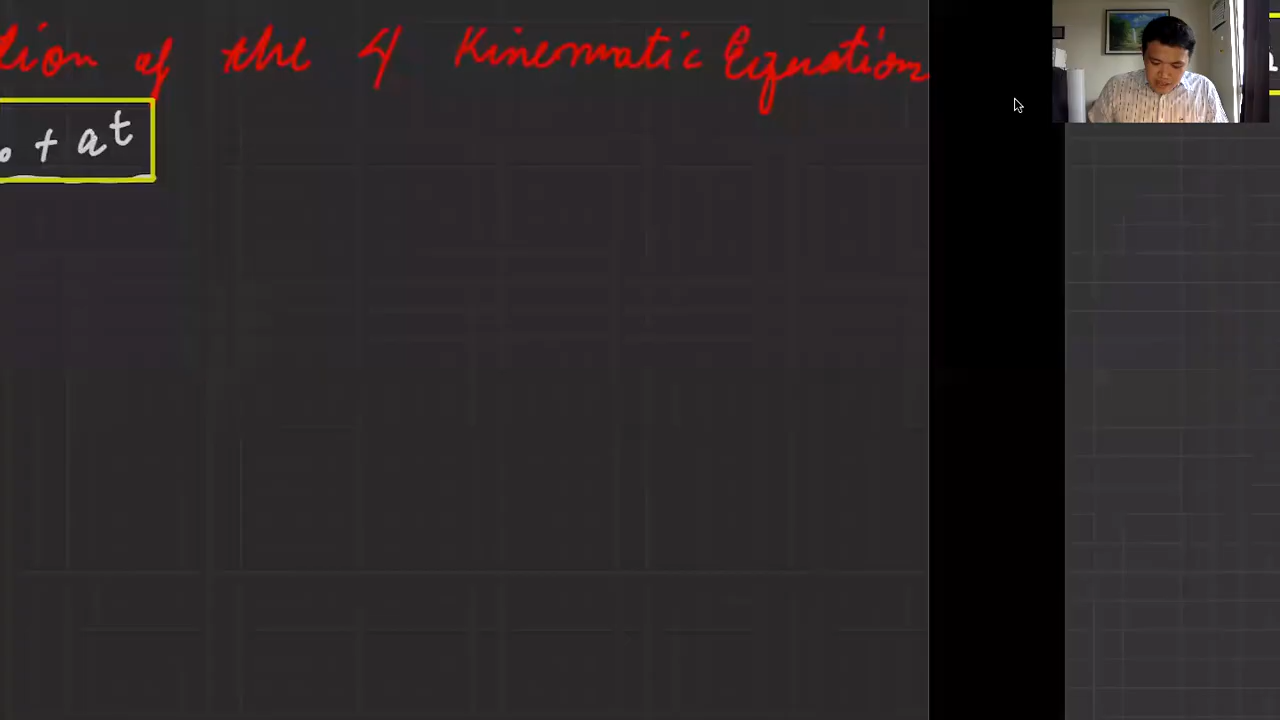 tion of the 4 Kinematic Equation
o + at